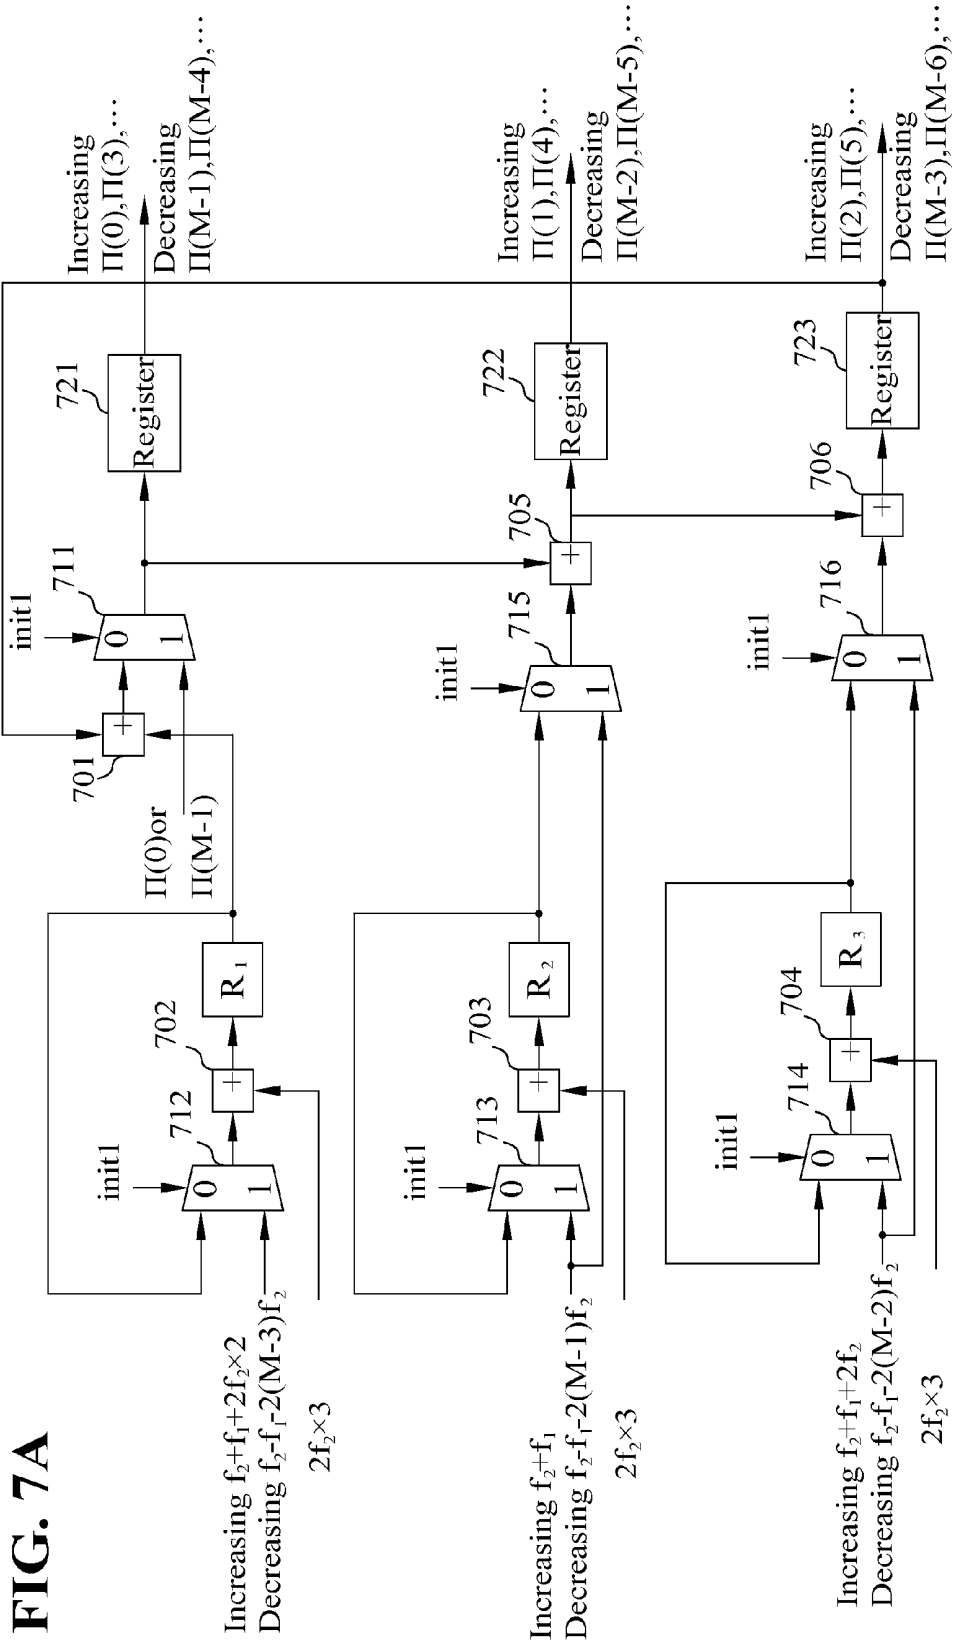 FIG. 7A
Increasing f₂+f₁+2f₂×2
Decreasing f₂-f₁-2(M-3)f₂
2f₂×3
init1
712
0
1
702
+
R₁
701
+
Π(0)or
Π(M-1)
init1
711
0
1
721
Register
Increasing
Π(0),Π(3),…
Decreasing
Π(M-1),Π(M-4),…
Increasing f₂+f₁
Decreasing f₂-f₁-2(M-1)f₂
2f₂×3
init1
713
0
1
703
+
R₂
init1
715
0
1
705
+
722
Register
Increasing
Π(1),Π(4),…
Decreasing
Π(M-2),Π(M-5),…
Increasing f₂+f₁+2f₂
Decreasing f₂-f₁-2(M-2)f₂
2f₂×3
init1
714
0
1
704
+
R₃
init1
716
0
1
706
+
723
Register
Increasing
Π(2),Π(5),…
Decreasing
Π(M-3),Π(M-6),…